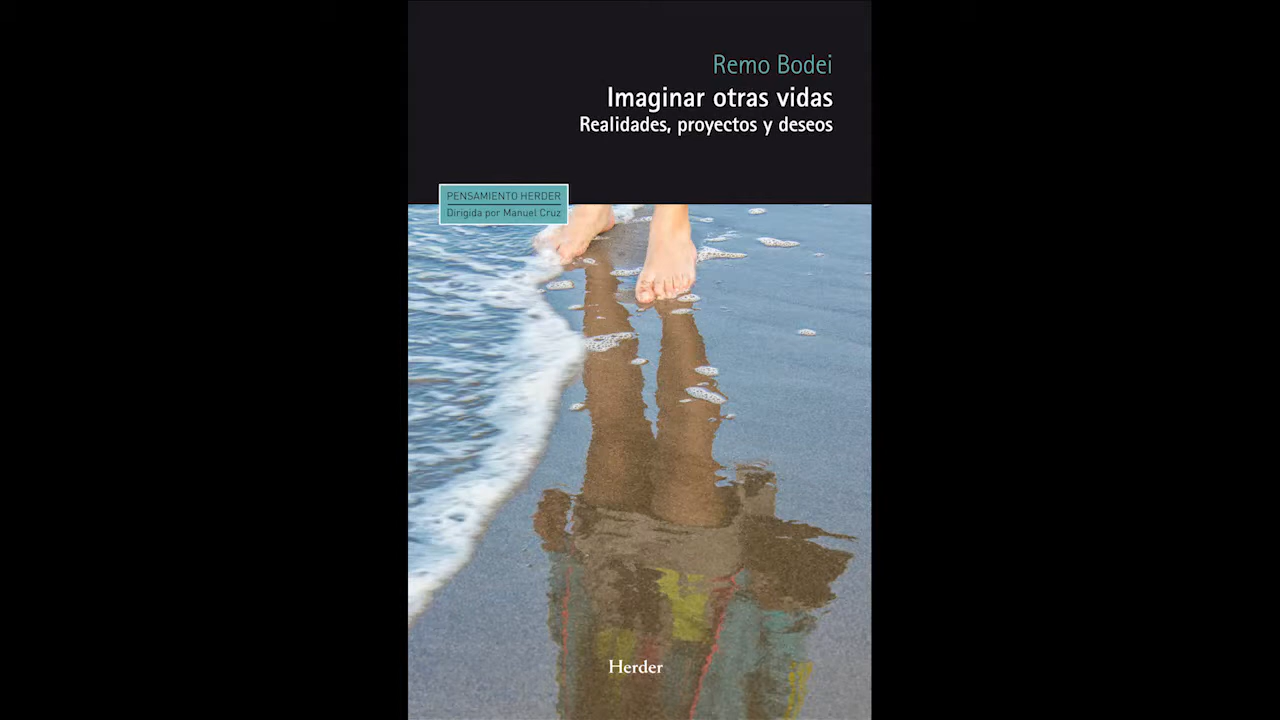 Remo Bodei
Imaginar otras vidas
Realidades, proyectos y deseos
PENSAMIENTO HERDER
Dirigida por Manuel Cruz
Herder